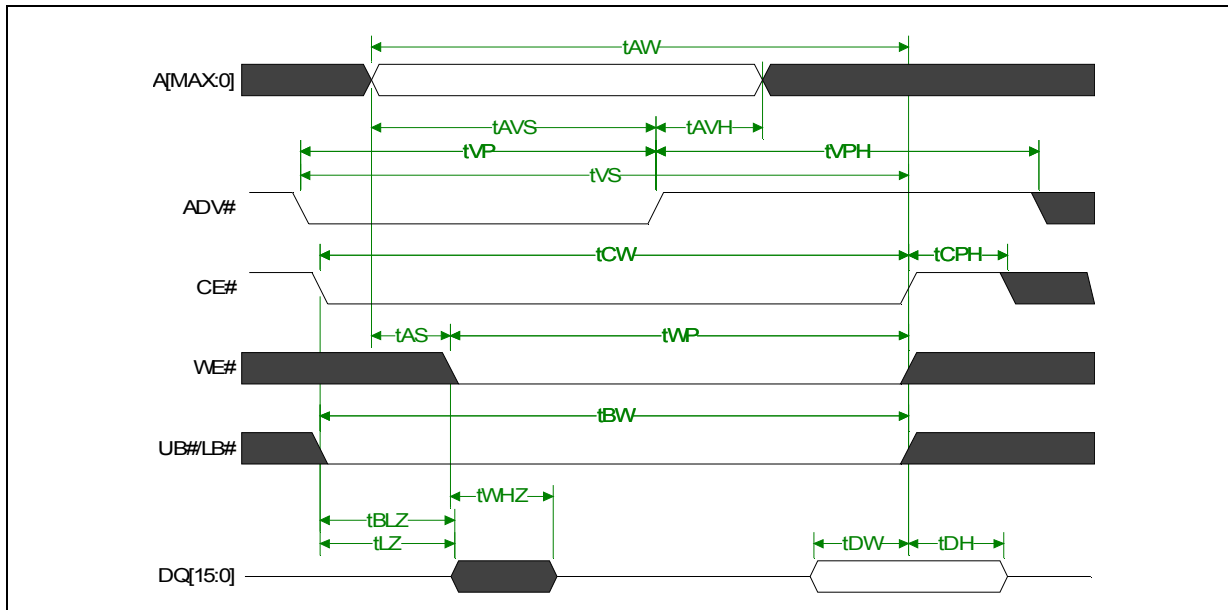 tAW
A[MAX:0]
tAVS tAVH
tVP tVPH
tVS
ADV#
tCW tCPH
CE#
tAS tWP
WE#
tBW
UB#/LB#
tWHZ
tBLZ
tLZ tDW tDH
DQ[15:0]